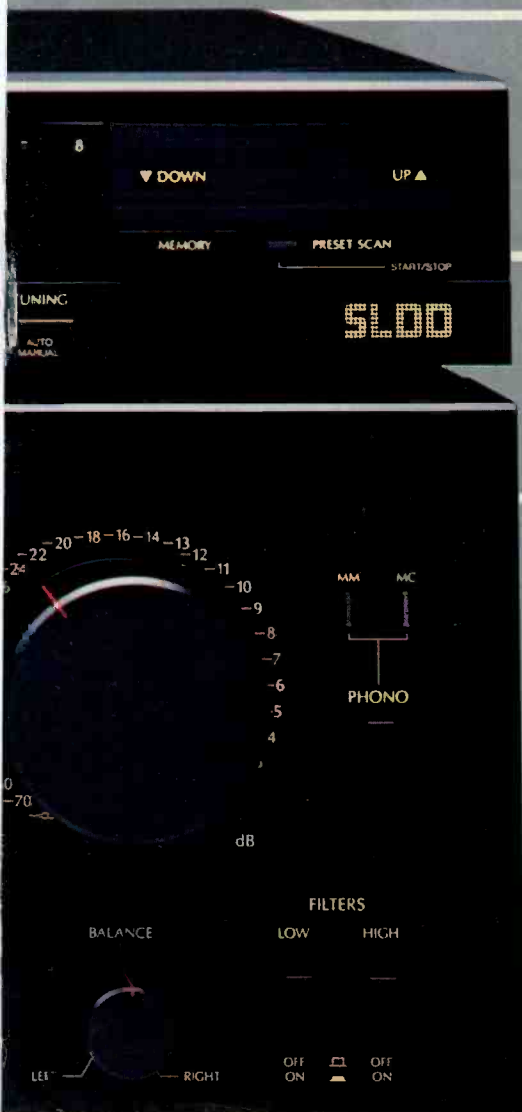 8
▼ DOWN UP ▲
MEMORY PRESET SCAN
START/STOP
AUTO
MANUAL
SLOO
-22 -20 -18 -16 -14 -13 -12 -11 -10 -9 -8 -7 -6 -5 4
MM MC
PHONO
-70
dB
FILTERS
BALANCE LOW HIGH
OFF OFF
LEFT RIGHT ON ON